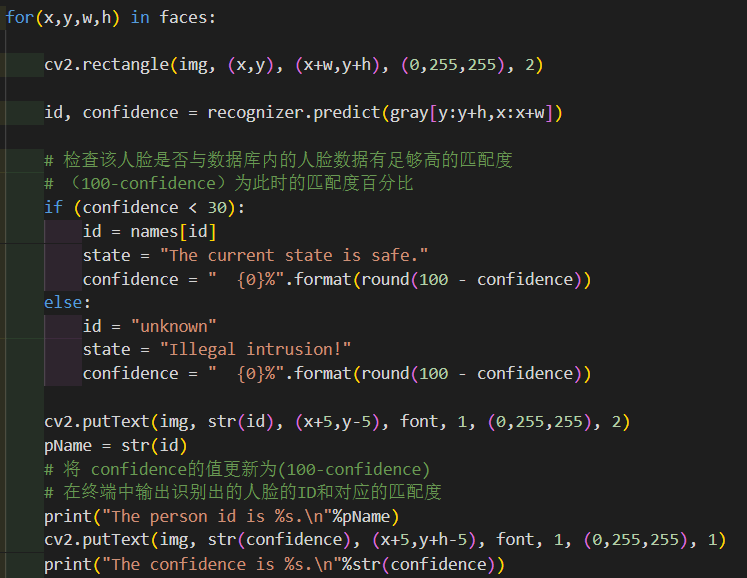 for(x,y,w,h) in faces:
cv2.rectangle(img, (x,y), (x+w,y+h), (0,255,255), 2)
id, confidence = recognizer.predict(gray[y:y+h,x:x+w])
# 检查该人脸是否与数据库内的人脸数据有足够高的匹配度
# （100-confidence）为此时的匹配度百分比
if (confidence < 30):
id = names[id]
state = "The current state is safe."
confidence = "  {0}%".format(round(100 - confidence))
else:
id = "unknown"
state = "Illegal intrusion!"
confidence = "  {0}%".format(round(100 - confidence))
cv2.putText(img, str(id), (x+5,y-5), font, 1, (0,255,255), 2)
pName = str(id)
# 将 confidence的值更新为(100-confidence)
# 在终端中输出识别出的人脸的ID和对应的匹配度
print("The person id is %s.\n"%pName)
cv2.putText(img, str(confidence), (x+5,y+h-5), font, 1, (0,255,255), 1)
print("The confidence is %s.\n"%str(confidence))